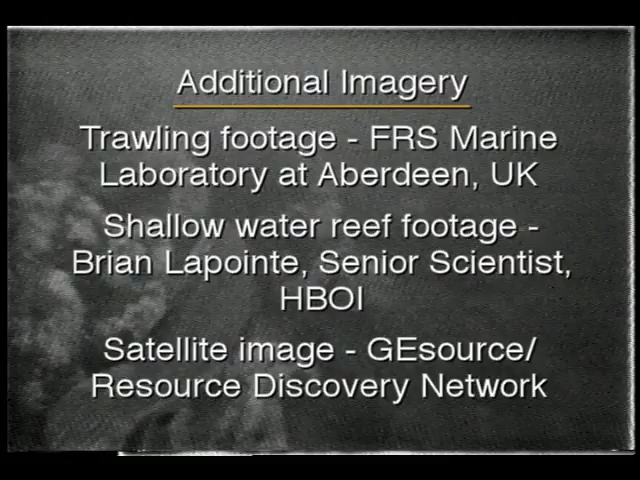 Additional Imagery
Trawling footage - FRS Marine
Laboratory at Aberdeen, UK
Shallow water reef footage -
Brian Lapointe, Senior Scientist,
HBOI
Satellite image - GEsource/
Resource Discovery Network